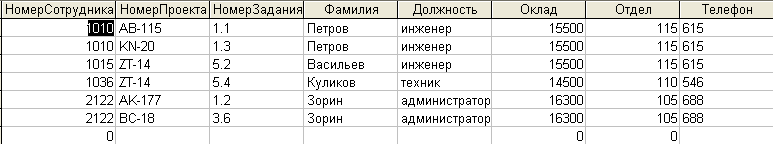 НомерСотрудника НомерПроекта НомерЗадания Фамилия Должность Оклад Отдел Телефон
1010 АВ-115 1.1 Петров инженер 15500 115 615
1010 KN-20 1.3 Петров инженер 15500 115 615
1015 ZT-14 5.2 Васильев инженер 15500 115 615
1036 ZT-14 5.4 Куликов техник 14500 110 546
2122 АК-177 1.2 Зорин администратор 16300 105 688
2122 ВС-18 3.6 Зорин администратор 16300 105 688
0 0 0